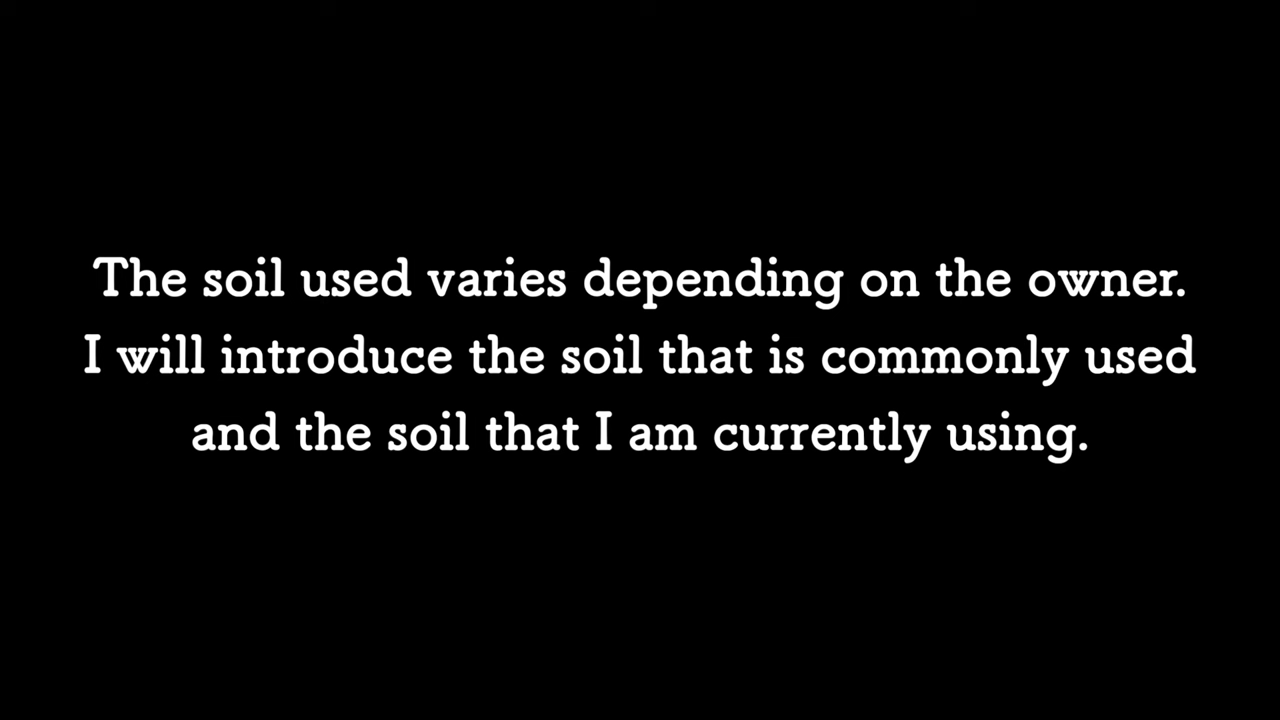 The soil used varies depending on the owner.
I will introduce the soil that is commonly used
and the soil that I am currently using.